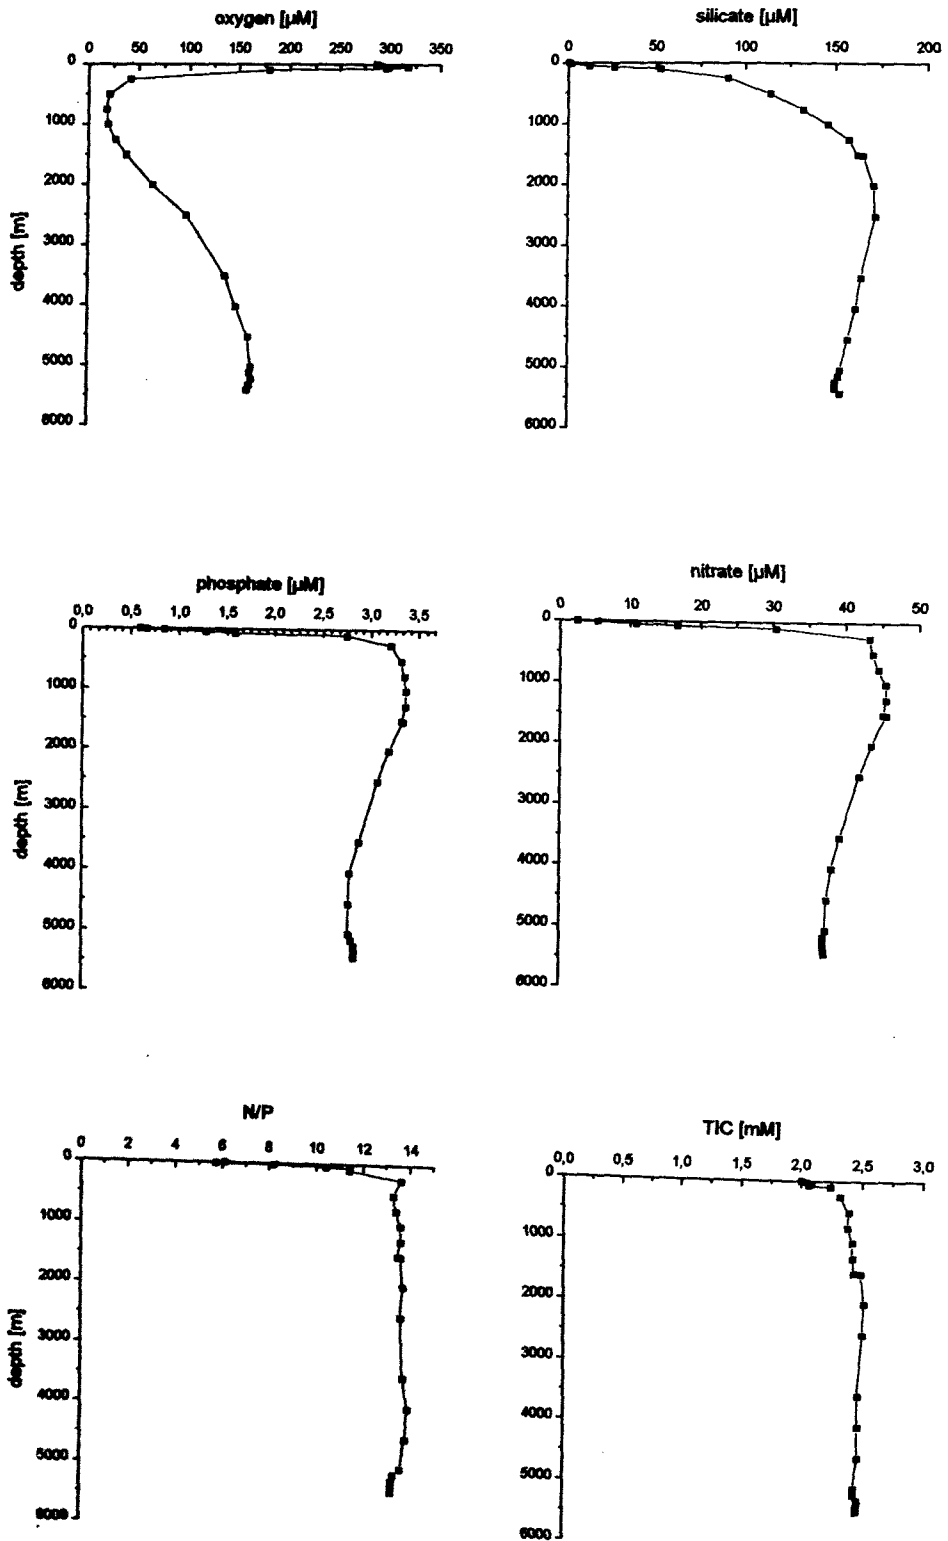 oxygen [µM]
0 50 100 150 200 250 300 350
0
1000
2000
3000
4000
5000
6000
depth [m]
silicate [µM]
0 50 100 150 200
0
1000
2000
3000
4000
5000
6000
phosphate [µM]
0,0 0,5 1,0 1,5 2,0 2,5 3,0 3,5
0
1000
2000
3000
4000
5000
6000
depth [m]
nitrate [µM]
0 10 20 30 40 50
0
1000
2000
3000
4000
5000
6000
N/P
0 2 4 6 8 10 12 14
0
1000
2000
3000
4000
5000
6000
depth [m]
TIC [mM]
0,0 0,5 1,0 1,5 2,0 2,5 3,0
0
1000
2000
3000
4000
5000
6000